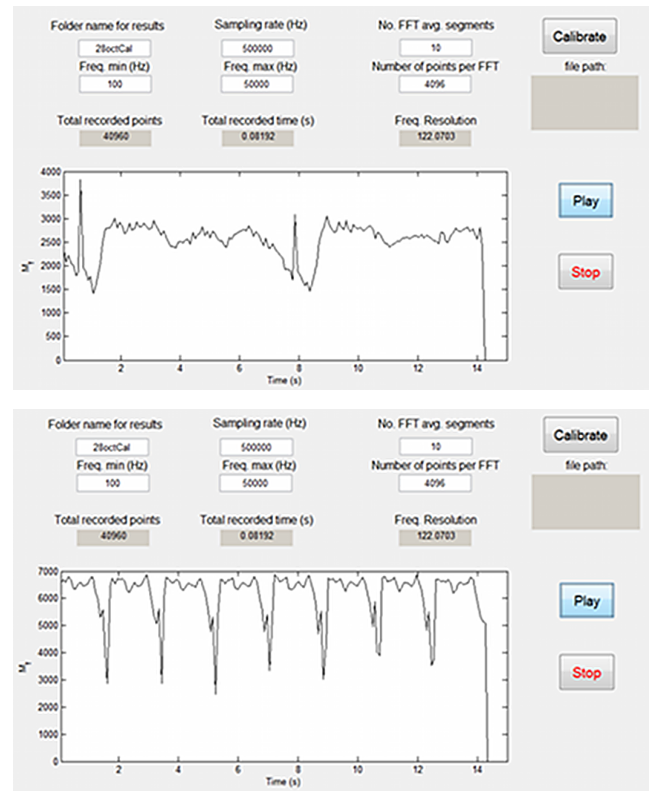 Folder name for results Sampling rate (Hz) No. FFT avg. segments Calibrate
28octCal 500000 10
Freq. min (Hz) Freq. max (Hz) Number of points per FFT file path:
100 50000 4096
Total recorded points Total recorded time (s) Freq. Resolution
40960 0.08192 122.0703
4000
3500
3000
2500
2000
1500
1000
500
0
2 4 6 8 10 12 14
Time (s)
Play
Stop
Folder name for results Sampling rate (Hz) No. FFT avg. segments Calibrate
28octCal 500000 10
Freq. min (Hz) Freq. max (Hz) Number of points per FFT file path:
100 50000 4096
Total recorded points Total recorded time (s) Freq. Resolution
40960 0.08192 122.0703
7000
6000
5000
4000
3000
2000
1000
0
2 4 6 8 10 12 14
Time (s)
Play
Stop